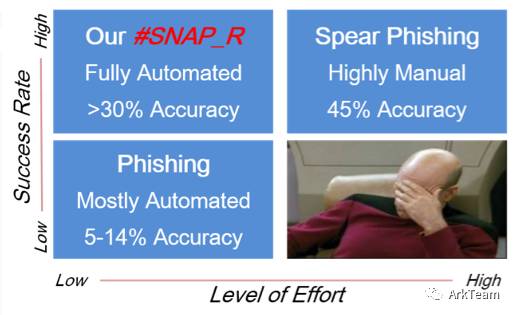 High
Our #SNAP_R
Fully Automated
>30% Accuracy
Spear Phishing
Highly Manual
45% Accuracy
Success Rate
Phishing
Mostly Automated
5-14% Accuracy
Low
Low
High
Level of Effort
ArkTeam